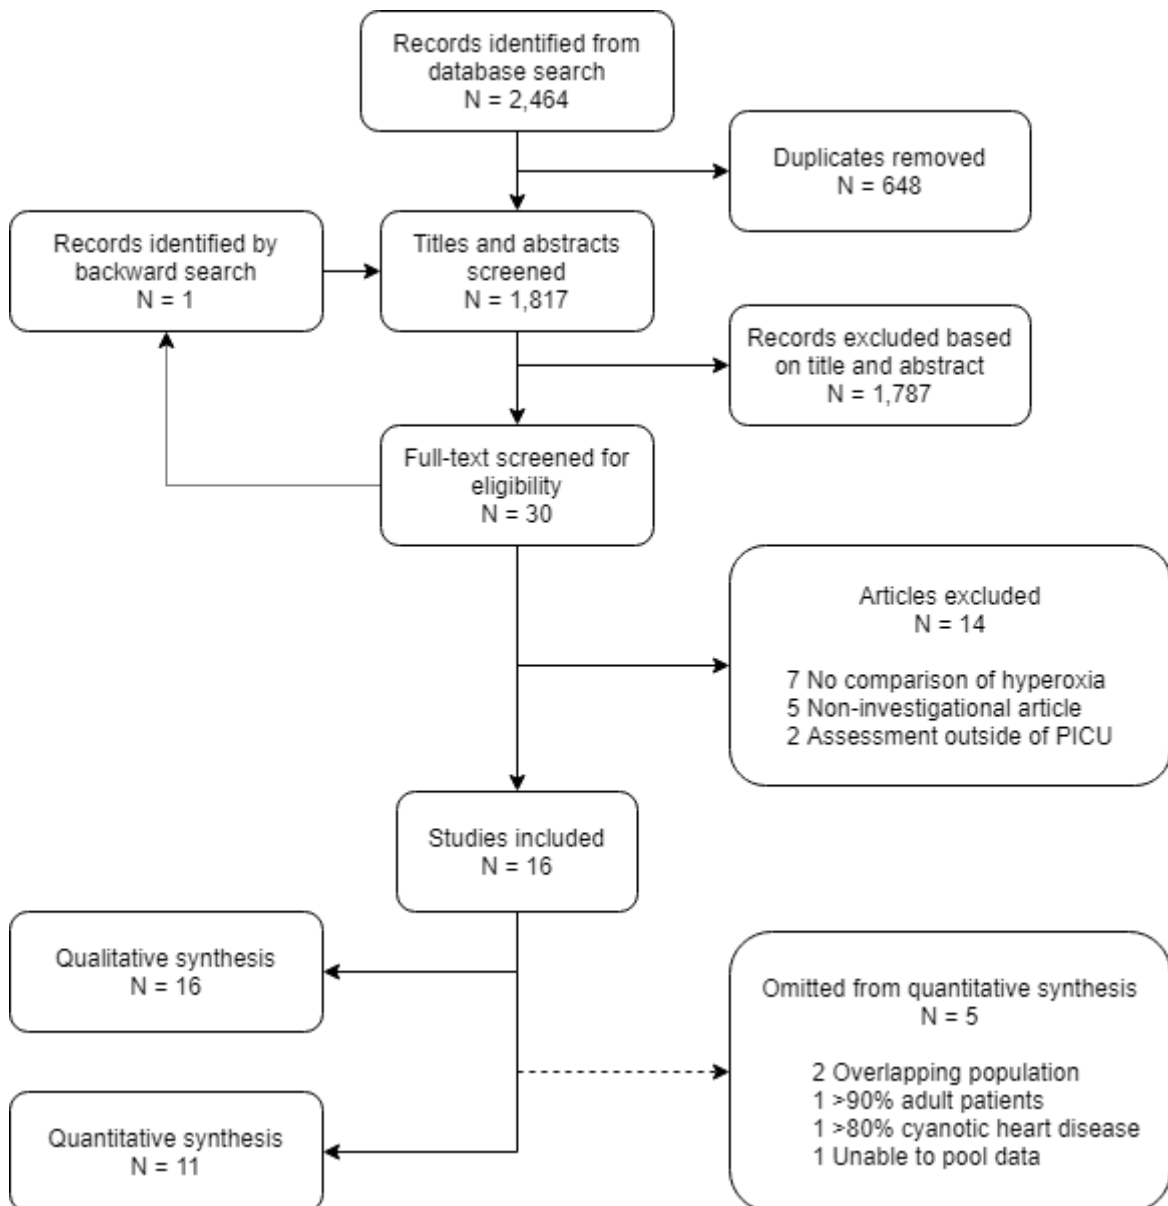 Records identified from
database search
N = 2,464
Duplicates removed
N = 648
Records identified by
backward search
N = 1
Titles and abstracts
screened
N = 1,817
Records excluded based
on title and abstract
N = 1,787
Full-text screened for
eligibility
N = 30
Articles excluded
N = 14
7 No comparison of hyperoxia
5 Non-investigational article
2 Assessment outside of PICU
Studies included
N = 16
Qualitative synthesis
N = 16
Omitted from quantitative synthesis
N = 5
2 Overlapping population
1 >90% adult patients
1 >80% cyanotic heart disease
1 Unable to pool data
Quantitative synthesis
N = 11